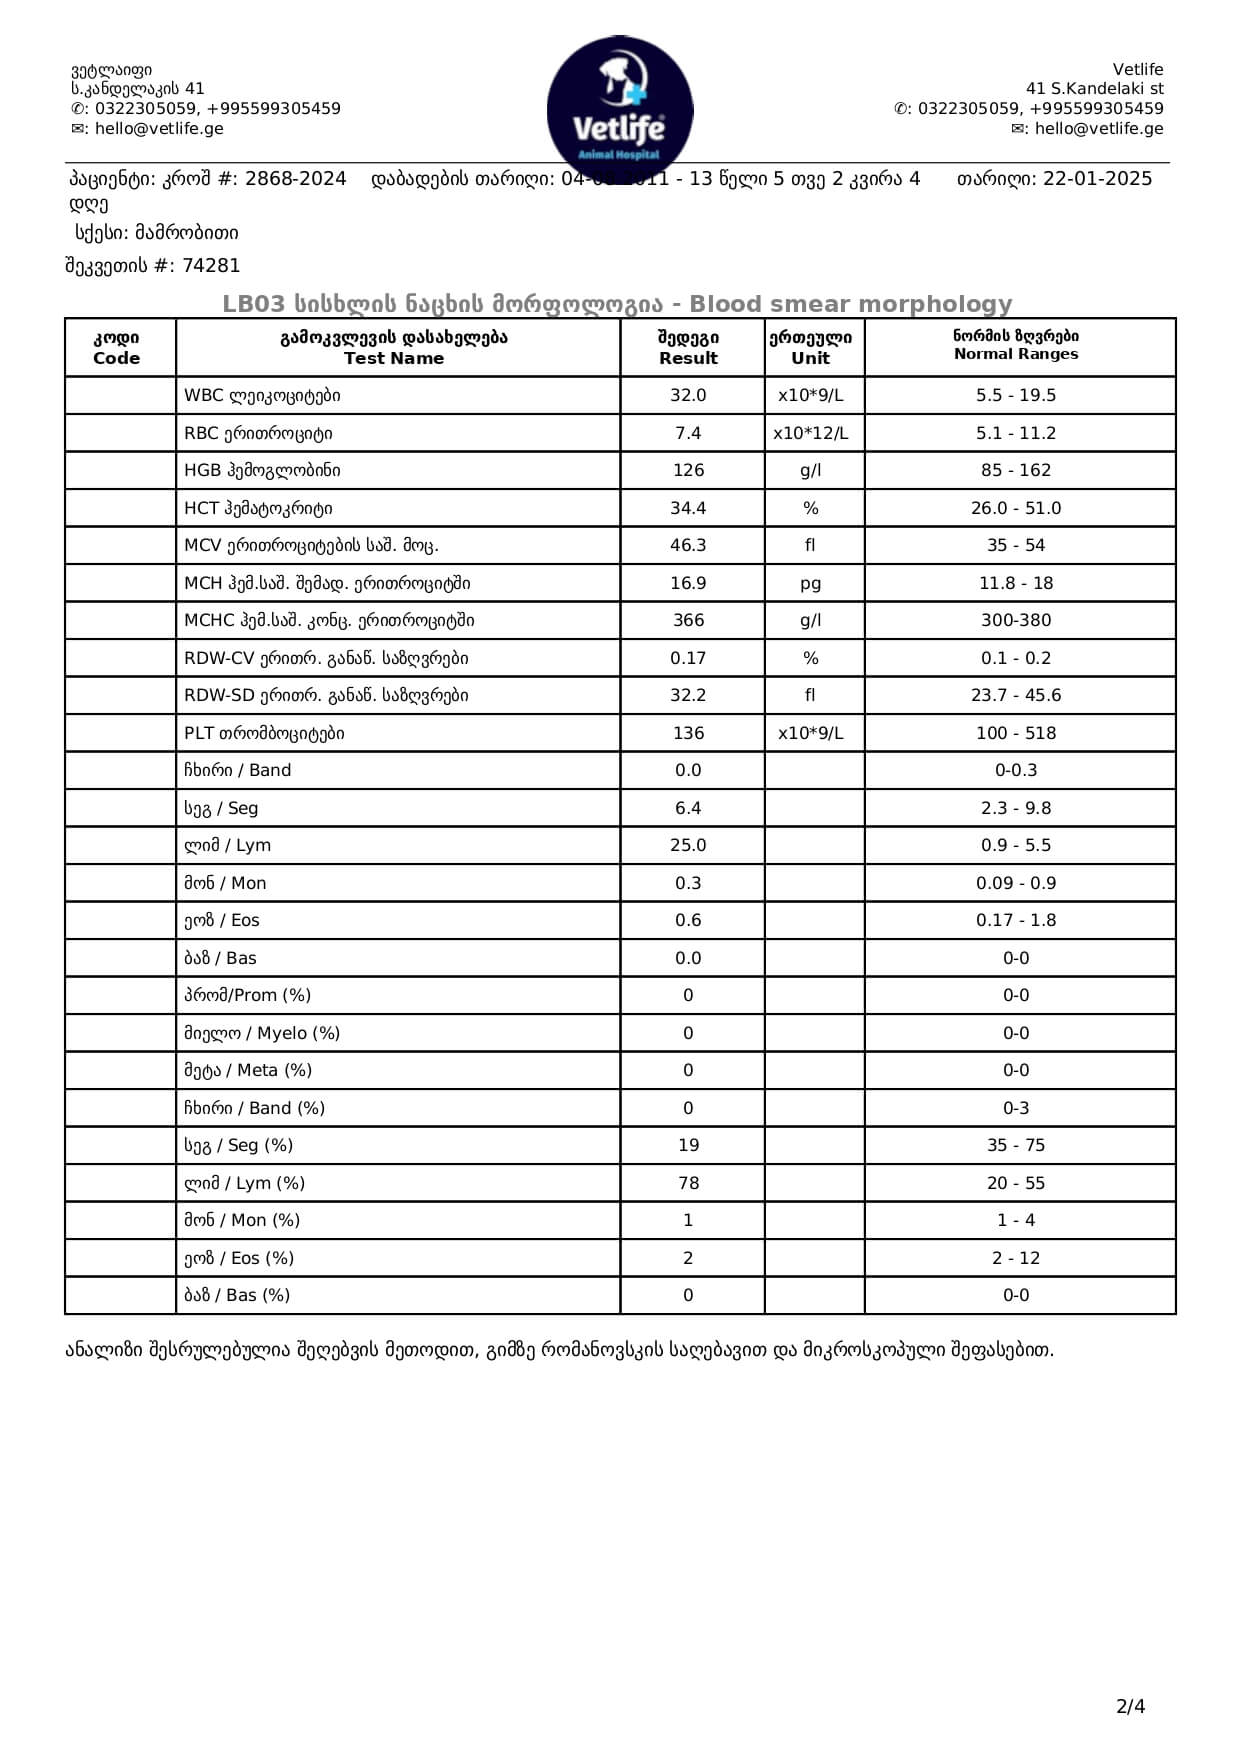 ვეტლაიფი
ს.კანდელაკის 41
✆: 0322305059, +995599305459
✉: hello@vetlife.ge
Vetlife
Animal Hospital
Vetlife
41 S.Kandelaki st
✆: 0322305059, +995599305459
✉: hello@vetlife.ge
პაციენტი: კროშ #: 2868-2024 დაბადების თარიღი: 04-08-2011 - 13 წელი 5 თვე 2 კვირა 4 თარიღი: 22-01-2025
დღე
სქესი: მამრობითი
შეკვეთის #: 74281
LB03 სისხლის ნაცხის მორფოლოგია - Blood smear morphology
კოდი გამოკვლევის დასახელება შედეგი ერთეული ნორმის ზღვრები
Code Test Name Result Unit Normal Ranges
WBC ლეიკოციტები 32.0 x10*9/L 5.5 - 19.5
RBC ერითროციტი 7.4 x10*12/L 5.1 - 11.2
HGB ჰემოგლობინი 126 g/l 85 - 162
HCT ჰემატოკრიტი 34.4 % 26.0 - 51.0
MCV ერითროციტების საშ. მოც. 46.3 fl 35 - 54
MCH ჰემ.საშ. შემად. ერითროციტში 16.9 pg 11.8 - 18
MCHC ჰემ.საშ. კონც. ერითროციტში 366 g/l 300-380
RDW-CV ერითრ. განაწ. საზღვრები 0.17 % 0.1 - 0.2
RDW-SD ერითრ. განაწ. საზღვრები 32.2 fl 23.7 - 45.6
PLT თრომბოციტები 136 x10*9/L 100 - 518
ჩხირი / Band 0.0 0-0.3
სეგ / Seg 6.4 2.3 - 9.8
ლიმ / Lym 25.0 0.9 - 5.5
მონ / Mon 0.3 0.09 - 0.9
ეოზ / Eos 0.6 0.17 - 1.8
ბაზ / Bas 0.0 0-0
პრომ/Prom (%) 0 0-0
მიელო / Myelo (%) 0 0-0
მეტა / Meta (%) 0 0-0
ჩხირი / Band (%) 0 0-3
სეგ / Seg (%) 19 35 - 75
ლიმ / Lym (%) 78 20 - 55
მონ / Mon (%) 1 1 - 4
ეოზ / Eos (%) 2 2 - 12
ბაზ / Bas (%) 0 0-0
ანალიზი შესრულებულია შეღებვის მეთოდით, გიმზე რომანოვსკის საღებავით და მიკროსკოპული შეფასებით.
2/4